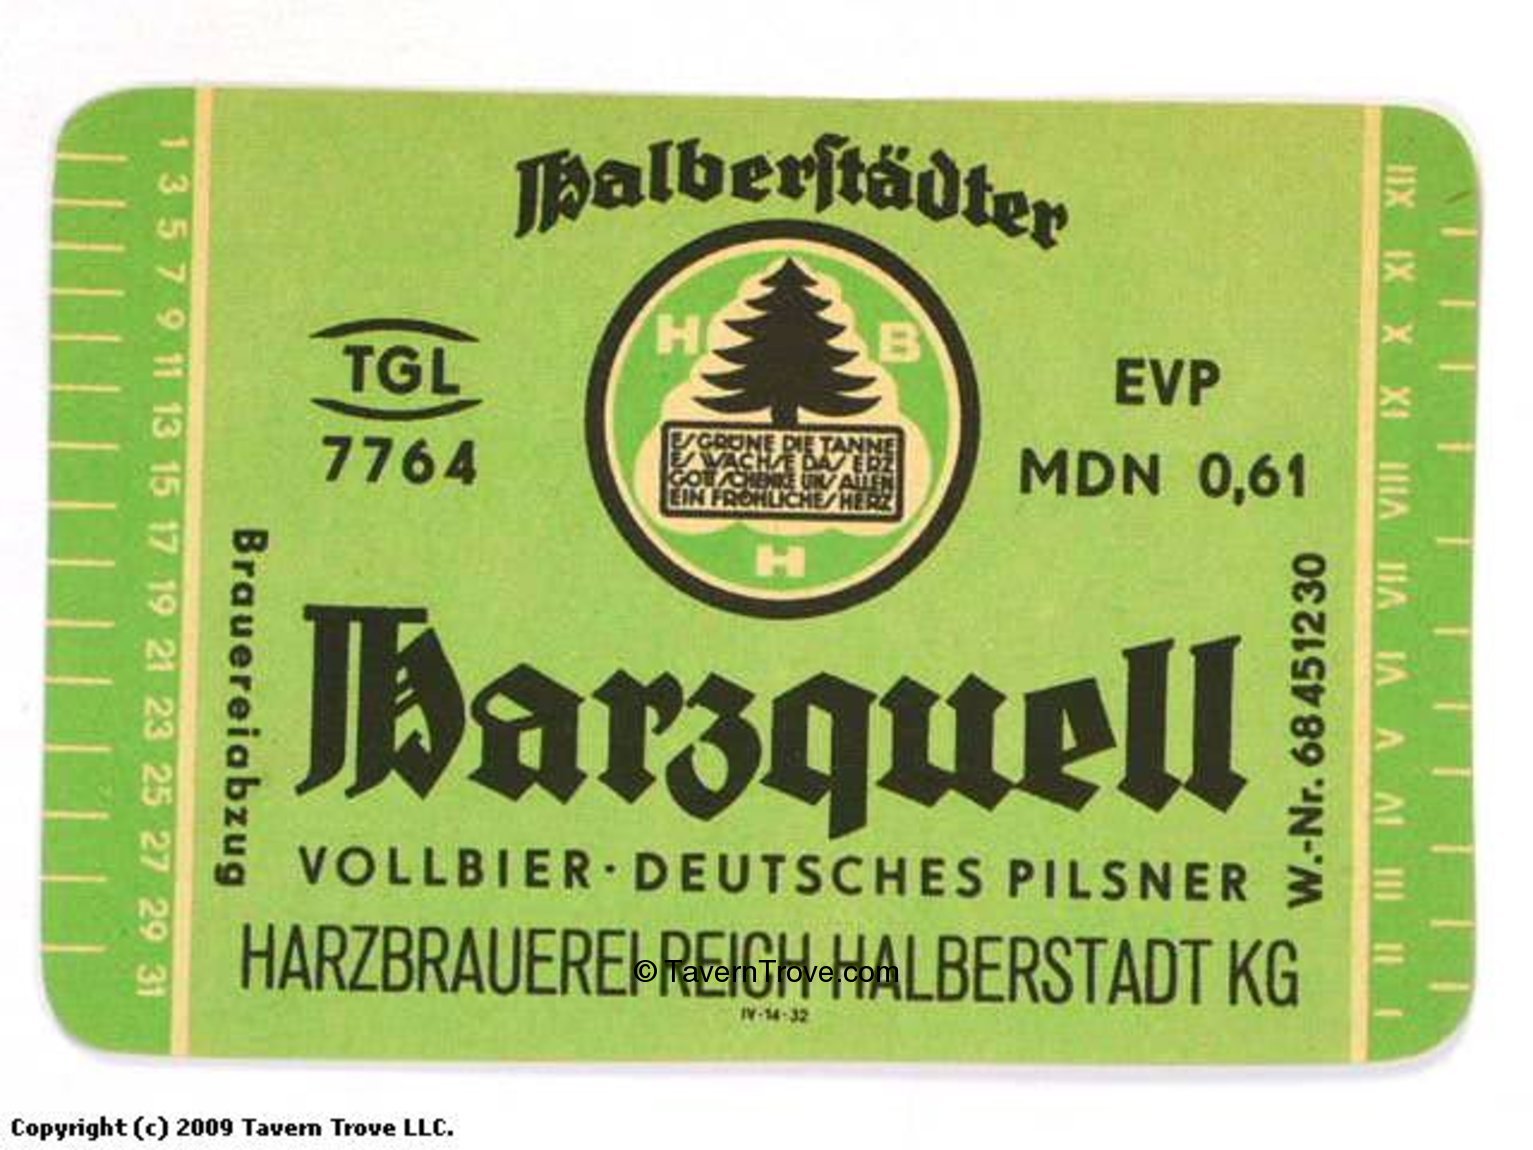 Halberſtädter
TGL
7764
H B
H
ES GRÜNE DIE TANNE
ES WACHSE DAS ERZ
GOTT SCHENKE UNS ALLEN
EIN FRÖHLICHES HERZ
EVP
MDN 0,61
Brauereiabzug
W.-Nr. 68451230
Harzquell
VOLLBIER · DEUTSCHES PILSNER
HARZBRAUEREI REICH HALBERSTADT KG
© TavernTrove.com
IV-14-32
1 3 5 7 9 11 13 15 17 19 21 23 25 27 29 31
XII XI X IX VIII VII VI V IV III II I
Copyright (c) 2009 Tavern Trove LLC.